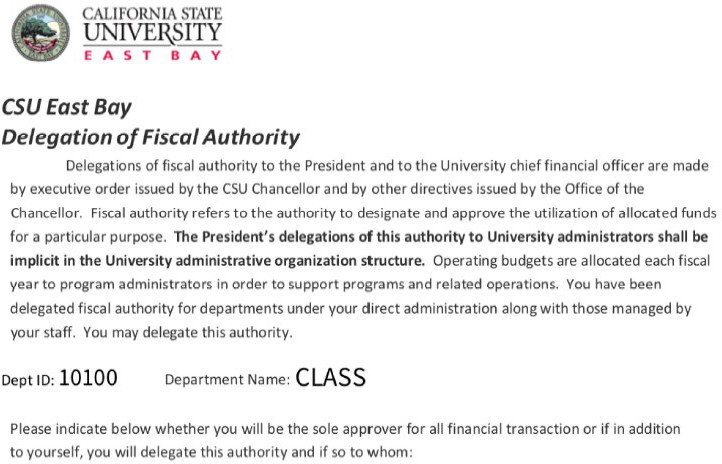 CALIFORNIA STATE
UNIVERSITY
EAST BAY
CSU East Bay
Delegation of Fiscal Authority
Delegations of fiscal authority to the President and to the University chief financial officer are made
by executive order issued by the CSU Chancellor and by other directives issued by the Office of the
Chancellor. Fiscal authority refers to the authority to designate and approve the utilization of allocated funds
for a particular purpose. The President's delegations of this authority to University administrators shall be
implicit in the University administrative organization structure. Operating budgets are allocated each fiscal
year to program administrators in order to support programs and related operations. You have been
delegated fiscal authority for departments under your direct administration along with those managed by
your staff. You may delegate this authority.
Dept ID: 10100 Department Name: CLASS
Please indicate below whether you will be the sole approver for all financial transaction or if in addition
to yourself, you will delegate this authority and if so to whom: